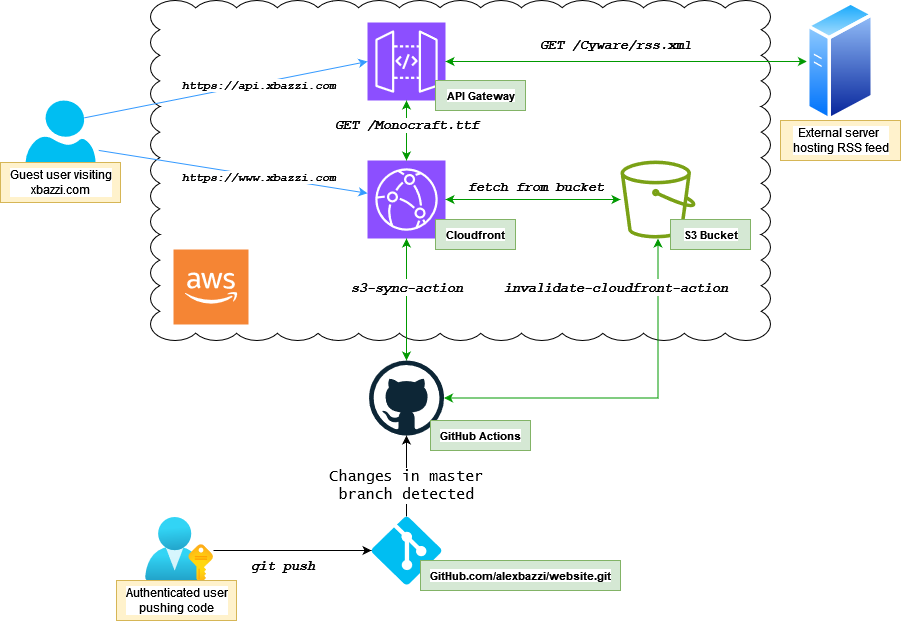 GET /Cyware/rss.xml
https://api.xbazzi.com
API Gateway
GET /Monocraft.ttf
External server
hosting RSS feed
Guest user visiting
xbazzi.com
https://www.xbazzi.com
fetch from bucket
Cloudfront
S3 Bucket
aws
s3-sync-action
invalidate-cloudfront-action
GitHub Actions
Changes in master
branch detected
git push
GitHub.com/alexbazzi/website.git
Authenticated user
pushing code